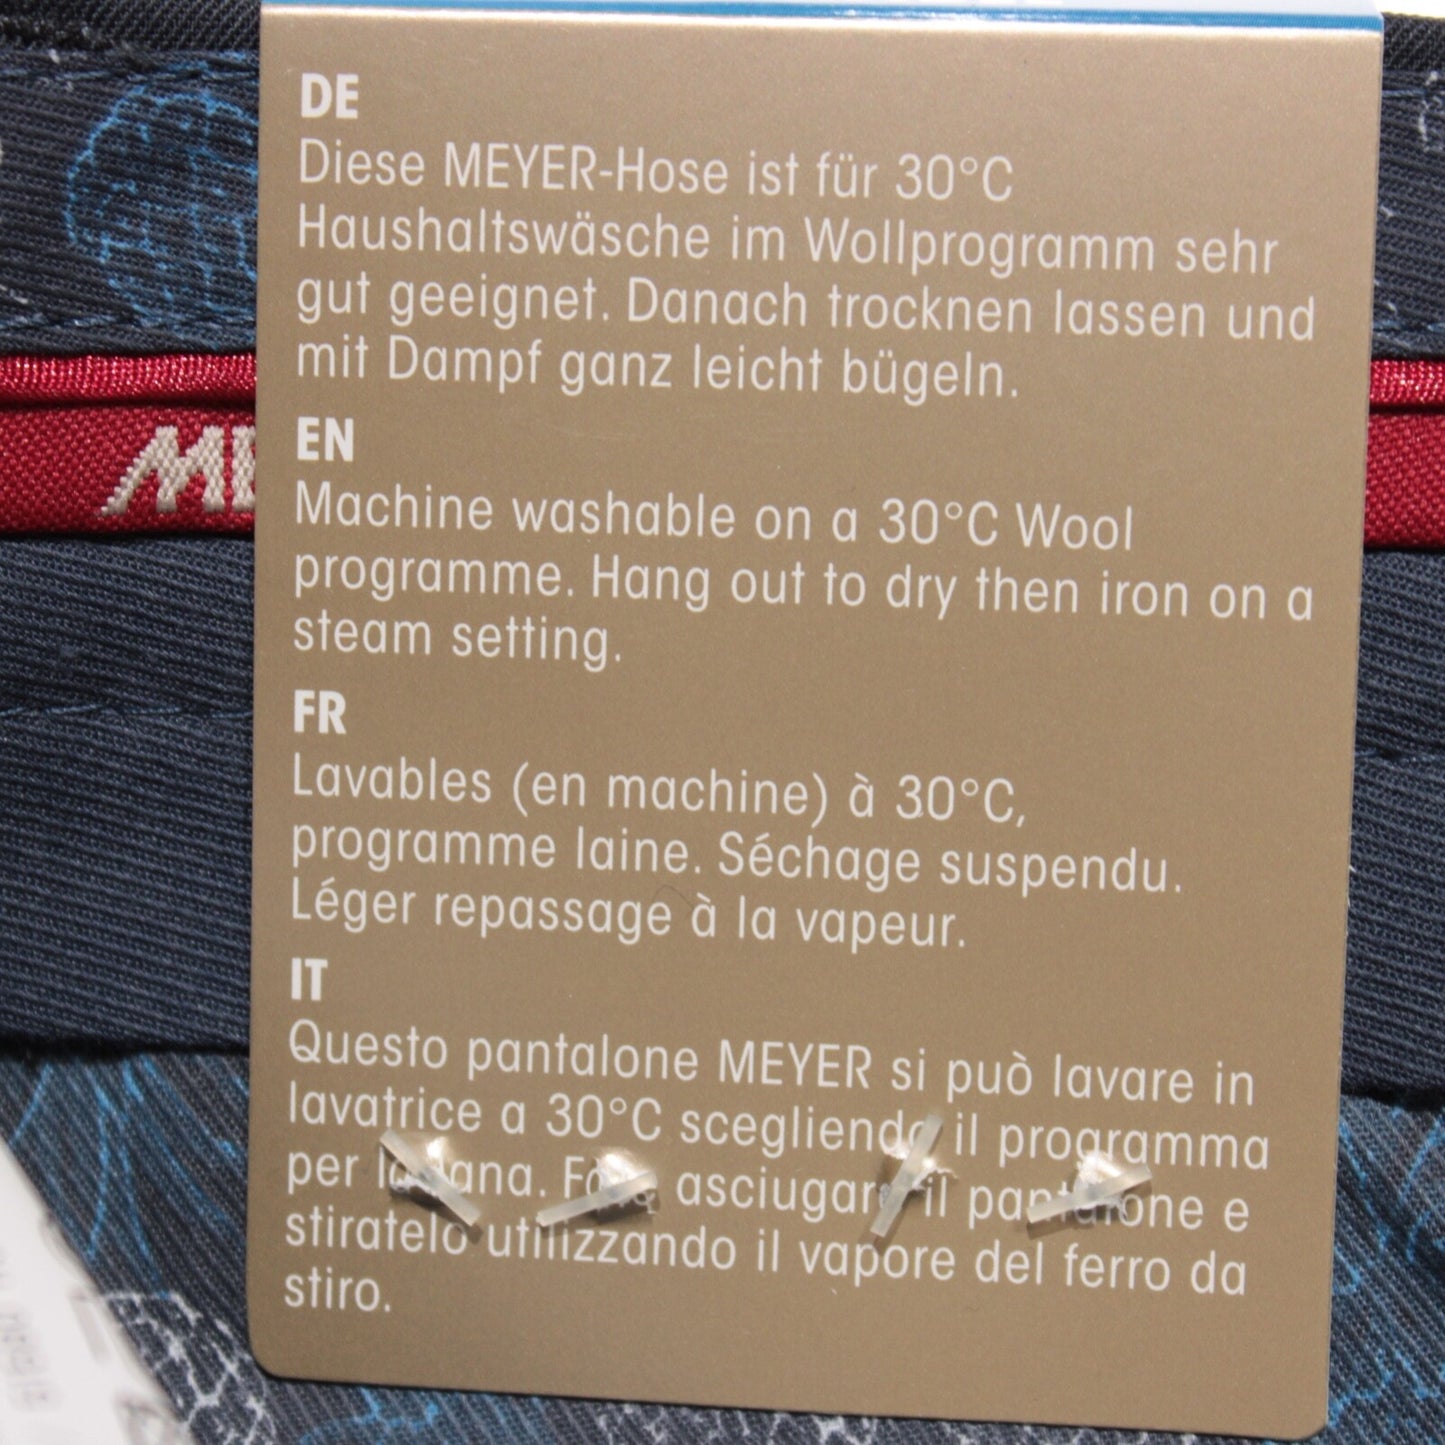 DE
Diese MEYER-Hose ist für 30°C
Haushaltswäsche im Wollprogramm sehr
gut geeignet. Danach trocknen lassen und
mit Dampf ganz leicht bügeln.
EN
Machine washable on a 30°C Wool
programme. Hang out to dry then iron on a
steam setting.
FR
Lavables (en machine) à 30°C,
programme laine. Séchage suspendu.
Léger repassage à la vapeur.
IT
Questo pantalone MEYER si può lavare in
lavatrice a 30°C scegliendo il programma
per la lana. asciugare il pantalone e
stiratelo utilizzando il vapore del ferro da
stiro.